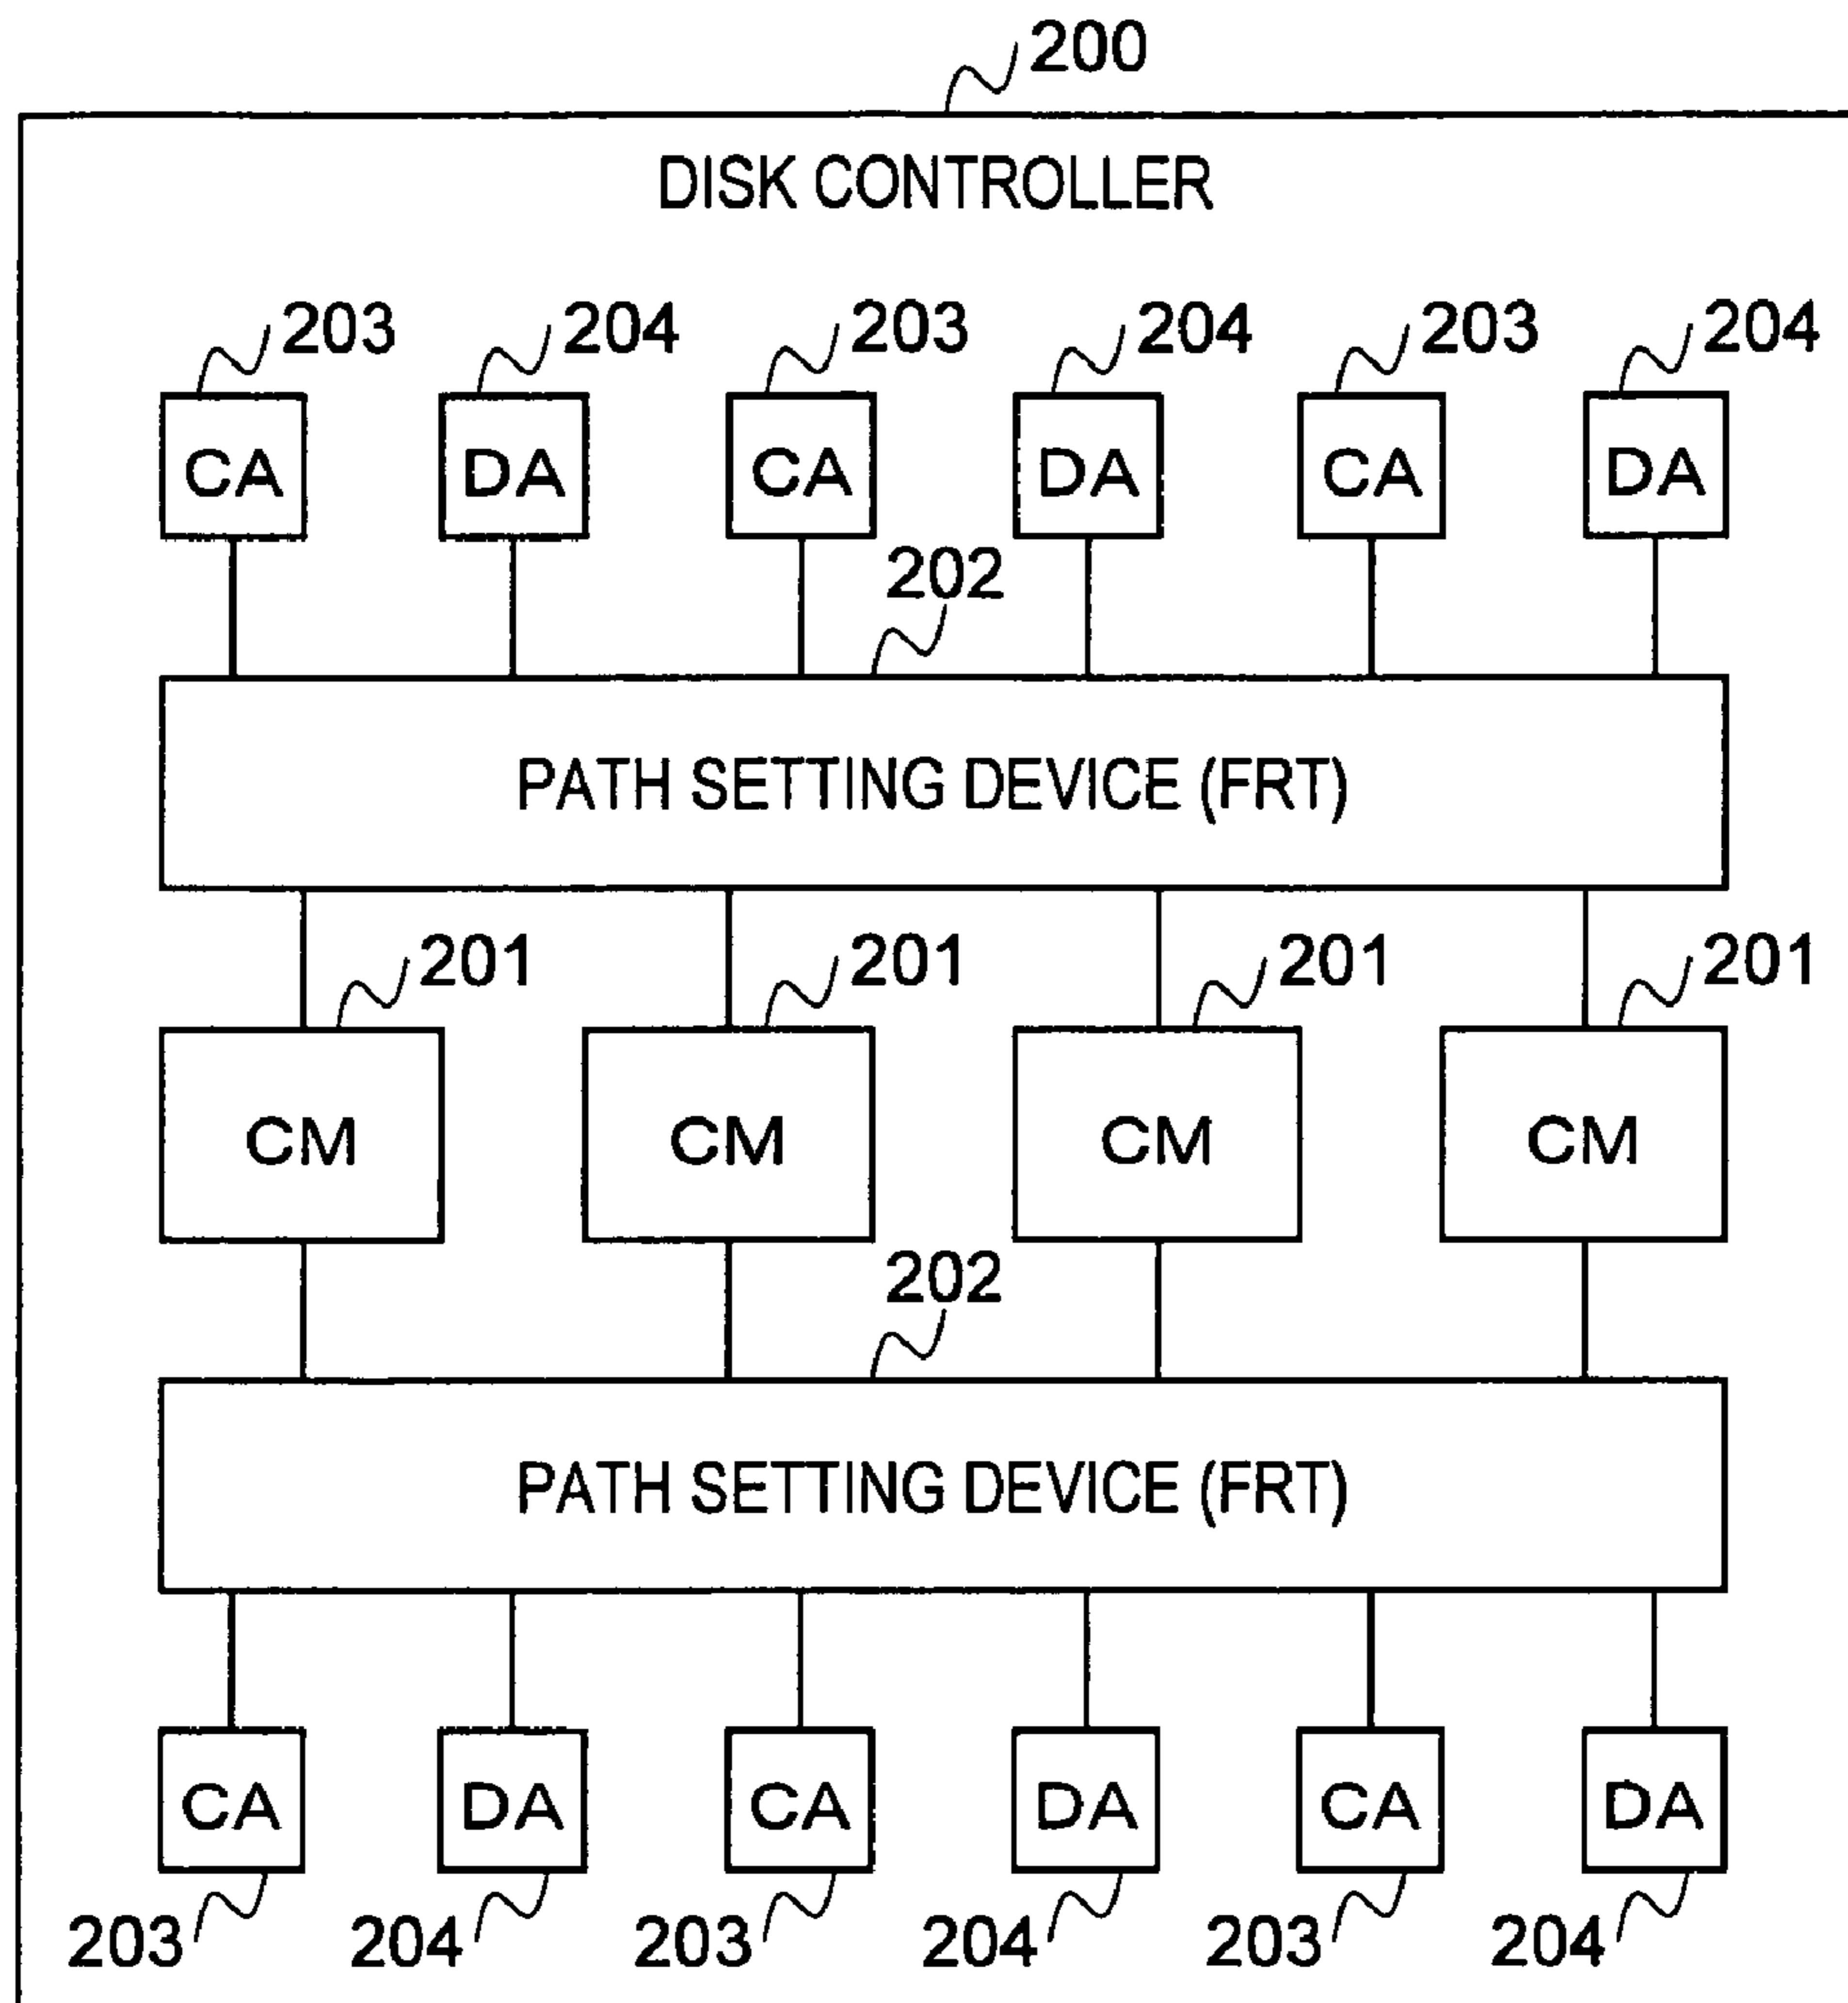 200
DISK CONTROLLER
203 204 203 204 203 204
CA DA CA DA CA DA
202
PATH SETTING DEVICE (FRT)
201 201 201 201
CM CM CM CM
202
PATH SETTING DEVICE (FRT)
CA DA CA DA CA DA
203 204 203 204 203 204